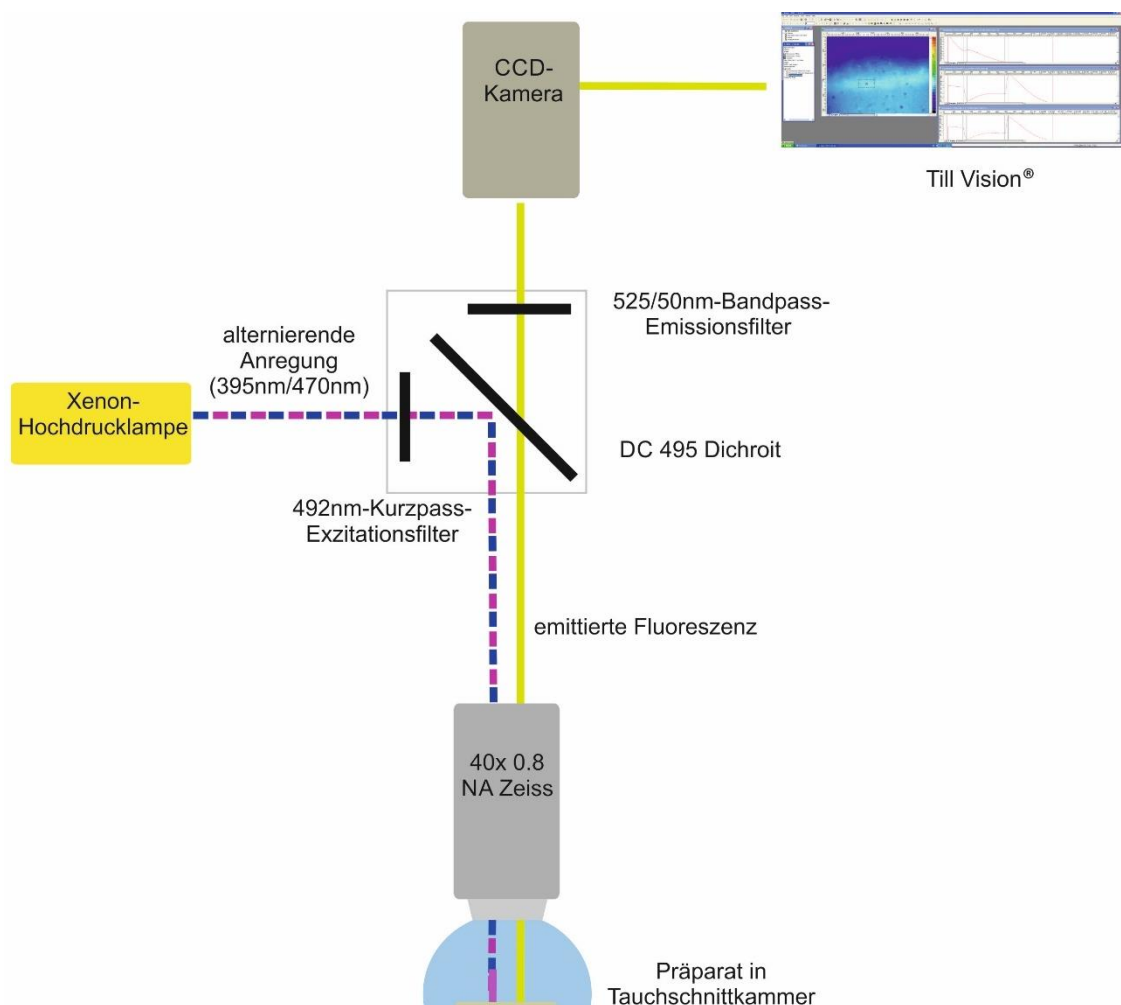 CCD-
Kamera
Till Vision®
525/50nm-Bandpass-
Emissionsfilter
alternierende
Anregung
(395nm/470nm)
Xenon-
Hochdrucklampe
DC 495 Dichroit
492nm-Kurzpass-
Exzitationsfilter
emittierte Fluoreszenz
40x 0.8
NA Zeiss
Präparat in
Tauchschnittkammer